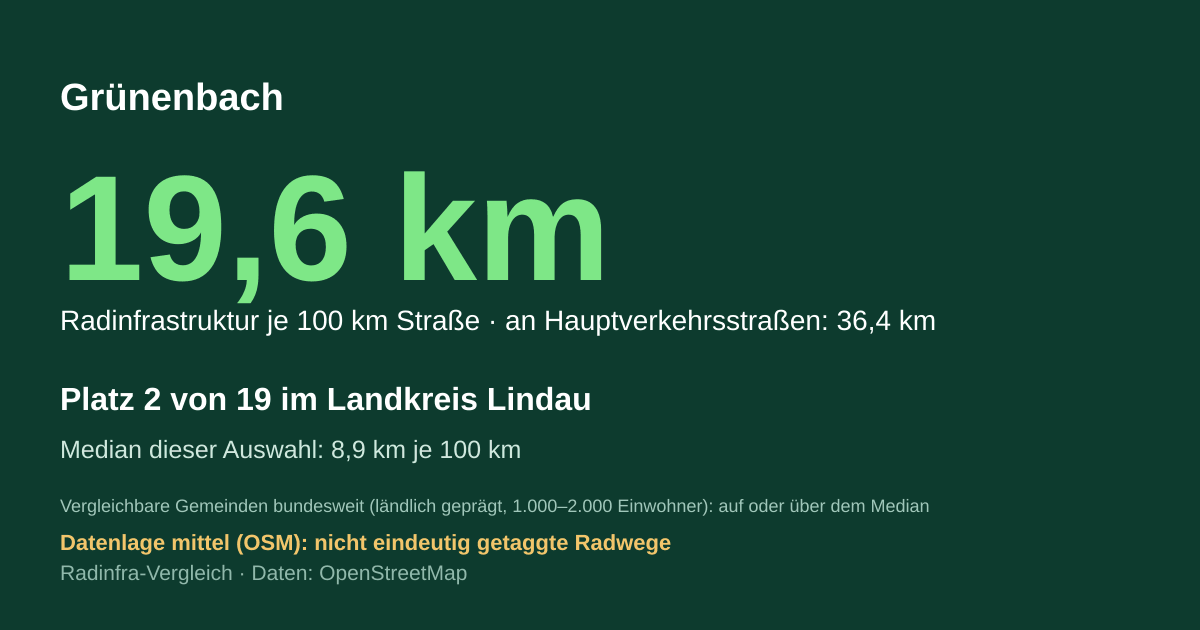 Grünenbach
19,6 km
Radinfrastruktur je 100 km Straße · an Hauptverkehrsstraßen: 36,4 km
Platz 2 von 19 im Landkreis Lindau
Median dieser Auswahl: 8,9 km je 100 km
Vergleichbare Gemeinden bundesweit (ländlich geprägt, 1.000–2.000 Einwohner): auf oder über dem Median
Datenlage mittel (OSM): nicht eindeutig getaggte Radwege
Radinfra-Vergleich · Daten: OpenStreetMap